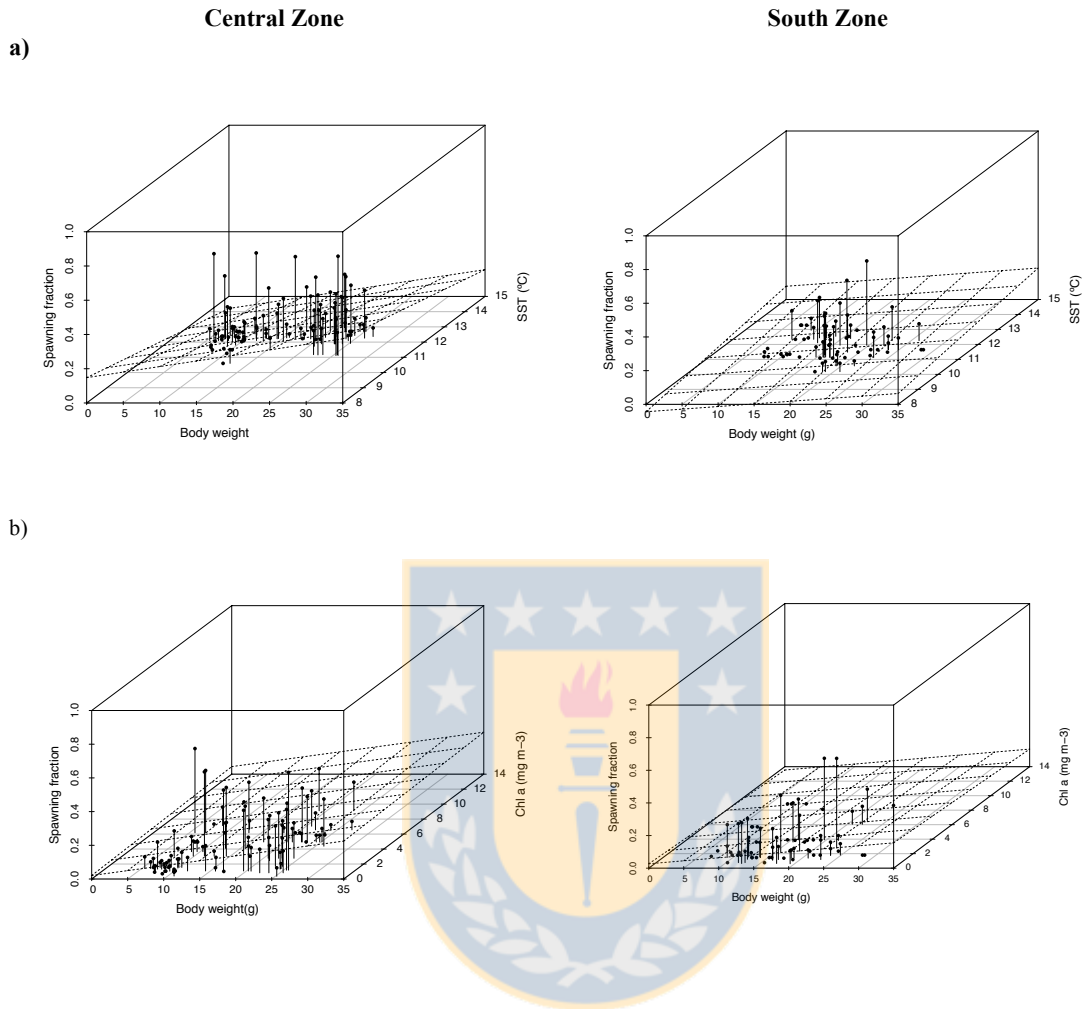 Central Zone
South Zone
a)
Spawning fraction
0.0 0.2 0.4 0.6 0.8 1.0
0 5 10 15 20 25 30 35
Body weight
8 9 10 11 12 13 14 15
SST (ºC)
Spawning fraction
0.0 0.2 0.4 0.6 0.8 1.0
0 5 10 15 20 25 30 35
Body weight (g)
8 9 10 11 12 13 14 15
SST (ºC)
b)
Spawning fraction
0.0 0.2 0.4 0.6 0.8 1.0
0 5 10 15 20 25 30 35
Body weight(g)
0 2 4 6 8 10 12 14
Chl a (mg m−3)
Spawning fraction
0.0 0.2 0.4 0.6 0.8 1.0
0 5 10 15 20 25 30 35
Body weight (g)
0 2 4 6 8 10 12 14
Chl a (mg m−3)